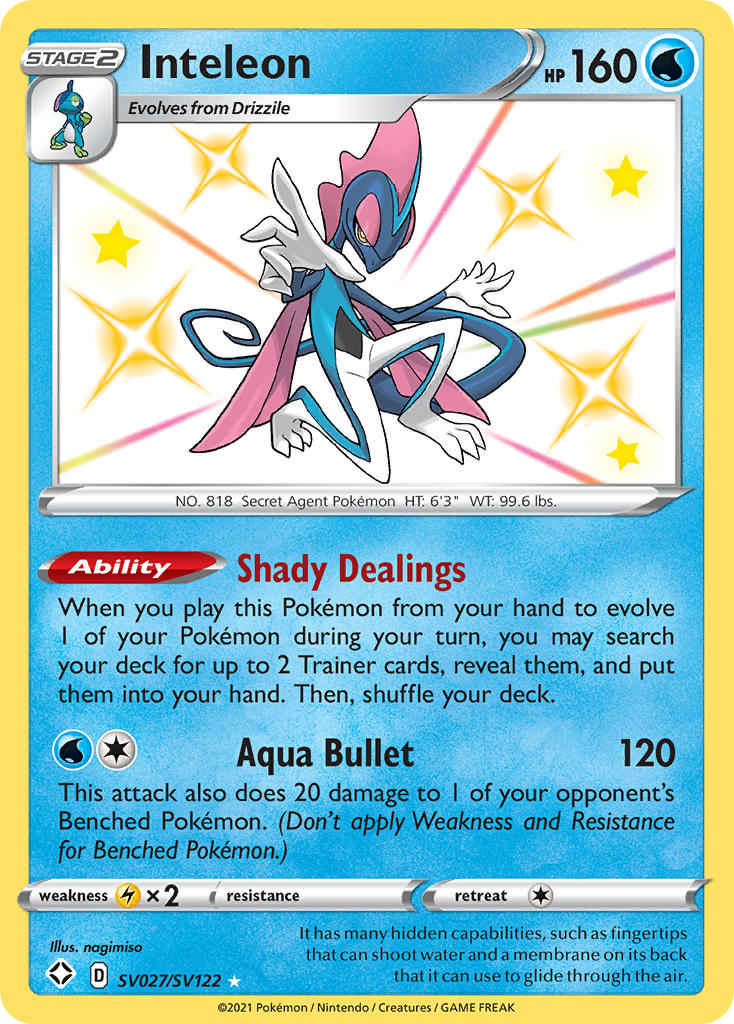 STAGE 2
Inteleon
HP 160
Evolves from Drizzile
NO. 818 Secret Agent Pokémon HT: 6'3" WT: 99.6 lbs.
Ability Shady Dealings
When you play this Pokémon from your hand to evolve
1 of your Pokémon during your turn, you may search
your deck for up to 2 Trainer cards, reveal them, and put
them into your hand. Then, shuffle your deck.
Aqua Bullet 120
This attack also does 20 damage to 1 of your opponent's
Benched Pokémon. (Don't apply Weakness and Resistance
for Benched Pokémon.)
weakness ×2 resistance retreat
Illus. nagimiso
D SV027/SV122
It has many hidden capabilities, such as fingertips
that can shoot water and a membrane on its back
that it can use to glide through the air.
©2021 Pokémon / Nintendo / Creatures / GAME FREAK